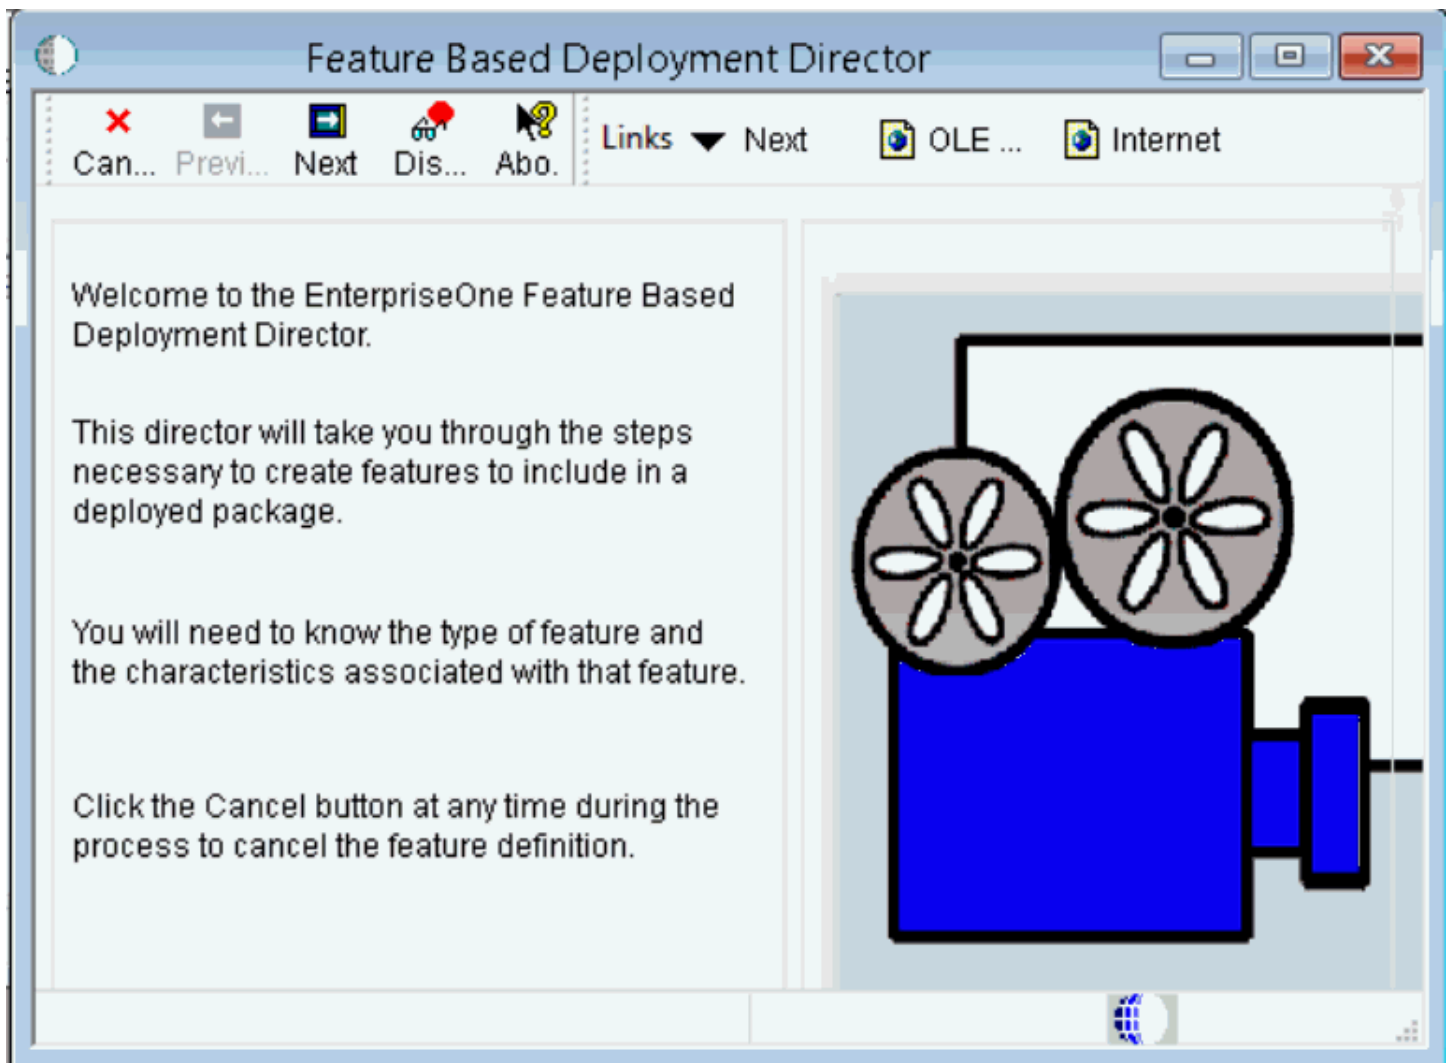 Feature Based Deployment Director
Can... Previ... Next Dis... Abo. Links Next OLE ... Internet
Welcome to the EnterpriseOne Feature Based
Deployment Director.
This director will take you through the steps
necessary to create features to include in a
deployed package.
You will need to know the type of feature and
the characteristics associated with that feature.
Click the Cancel button at any time during the
process to cancel the feature definition.